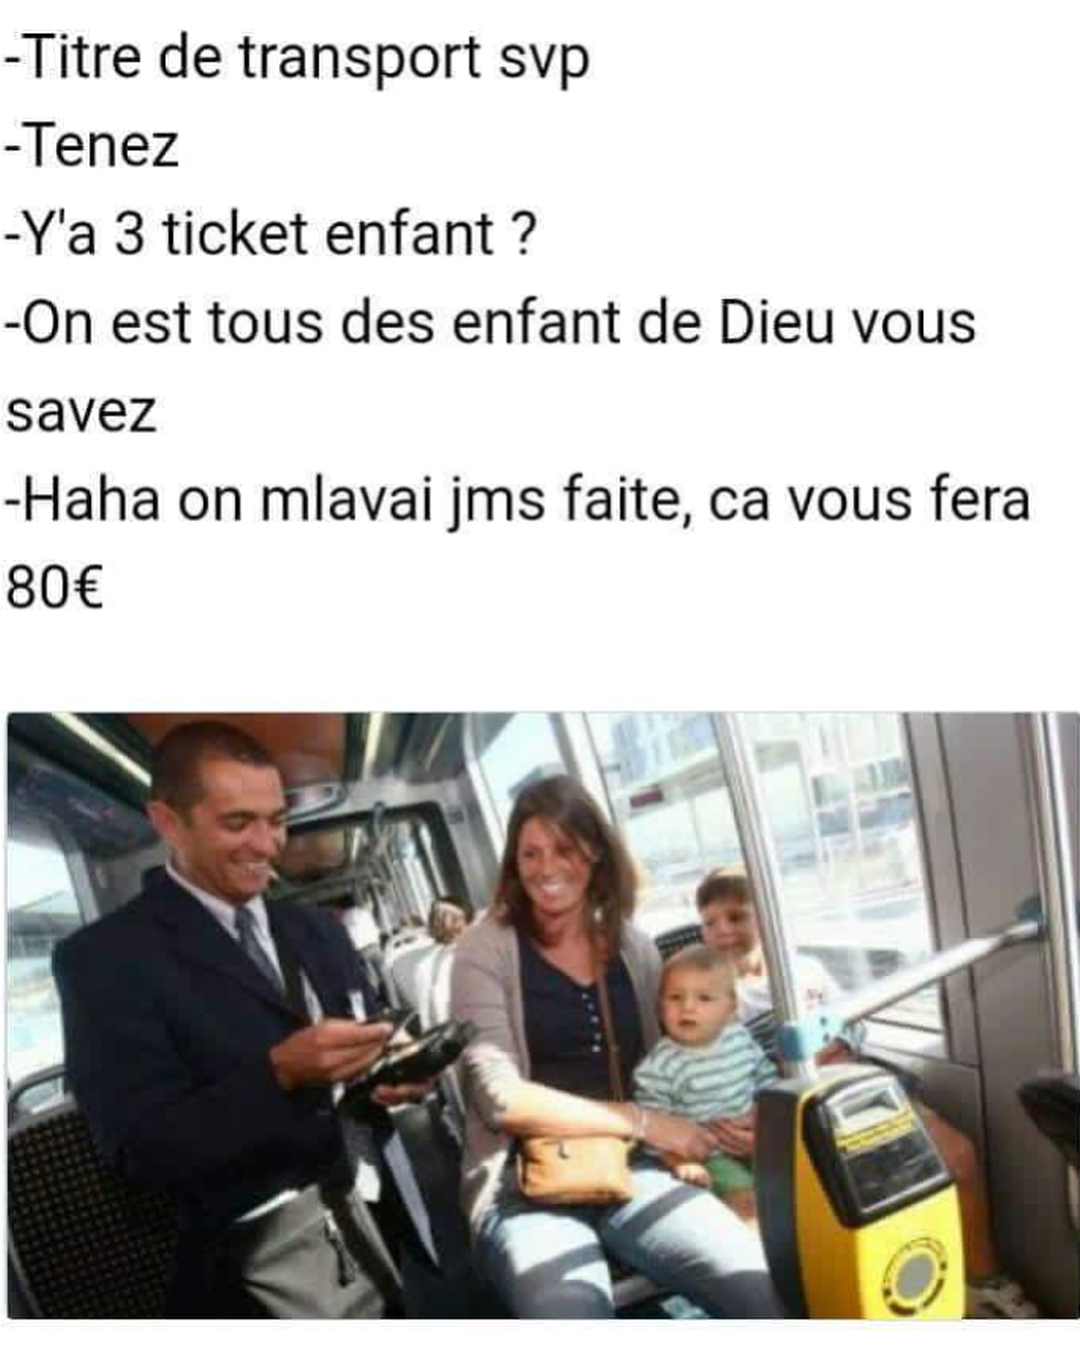 -Titre de transport svp
-Tenez
-Y'a 3 ticket enfant ?
-On est tous des enfant de Dieu vous
savez
-Haha on mlavai jms faite, ca vous fera
80€